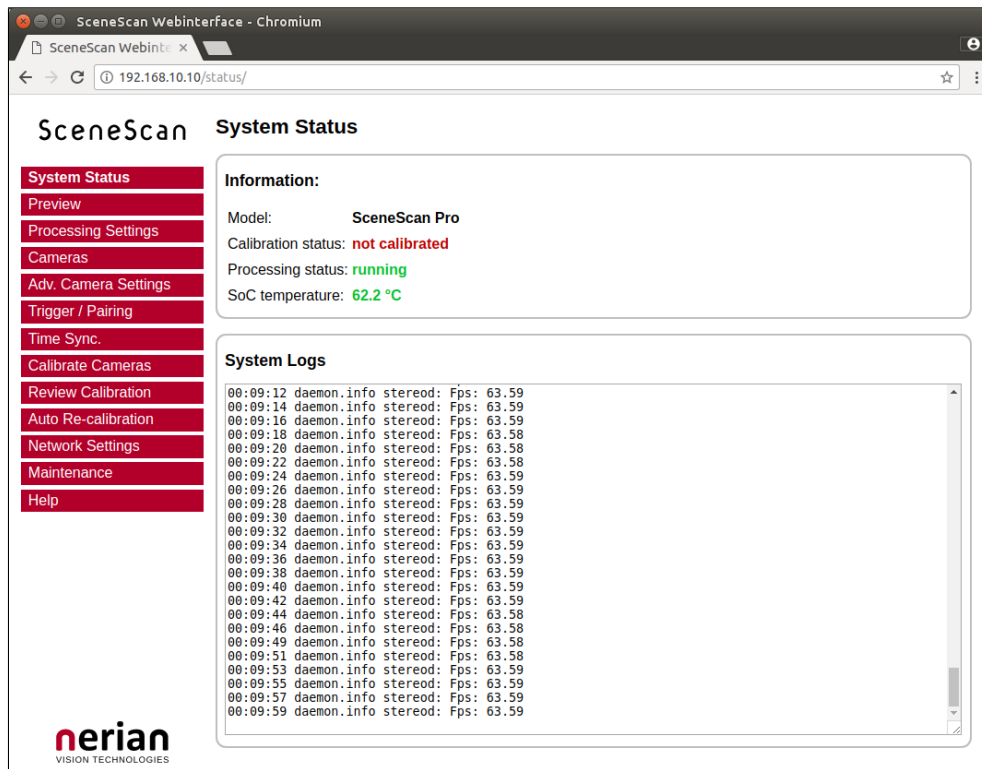 SceneScan Webinterface - Chromium
SceneScan Webinte
192.168.10.10/status/
SceneScan
System Status
System Status
Preview
Processing Settings
Cameras
Adv. Camera Settings
Trigger / Pairing
Time Sync.
Calibrate Cameras
Review Calibration
Auto Re-calibration
Network Settings
Maintenance
Help
Information:
Model: SceneScan Pro
Calibration status: not calibrated
Processing status: running
SoC temperature: 62.2 °C
System Logs
00:09:12 daemon.info stereod: Fps: 63.59
00:09:14 daemon.info stereod: Fps: 63.59
00:09:16 daemon.info stereod: Fps: 63.59
00:09:18 daemon.info stereod: Fps: 63.58
00:09:20 daemon.info stereod: Fps: 63.58
00:09:22 daemon.info stereod: Fps: 63.58
00:09:24 daemon.info stereod: Fps: 63.59
00:09:26 daemon.info stereod: Fps: 63.59
00:09:28 daemon.info stereod: Fps: 63.59
00:09:30 daemon.info stereod: Fps: 63.59
00:09:32 daemon.info stereod: Fps: 63.59
00:09:34 daemon.info stereod: Fps: 63.59
00:09:36 daemon.info stereod: Fps: 63.59
00:09:38 daemon.info stereod: Fps: 63.59
00:09:40 daemon.info stereod: Fps: 63.59
00:09:42 daemon.info stereod: Fps: 63.59
00:09:44 daemon.info stereod: Fps: 63.58
00:09:46 daemon.info stereod: Fps: 63.58
00:09:49 daemon.info stereod: Fps: 63.58
00:09:51 daemon.info stereod: Fps: 63.58
00:09:53 daemon.info stereod: Fps: 63.59
00:09:55 daemon.info stereod: Fps: 63.59
00:09:57 daemon.info stereod: Fps: 63.59
00:09:59 daemon.info stereod: Fps: 63.59
nerian
VISION TECHNOLOGIES